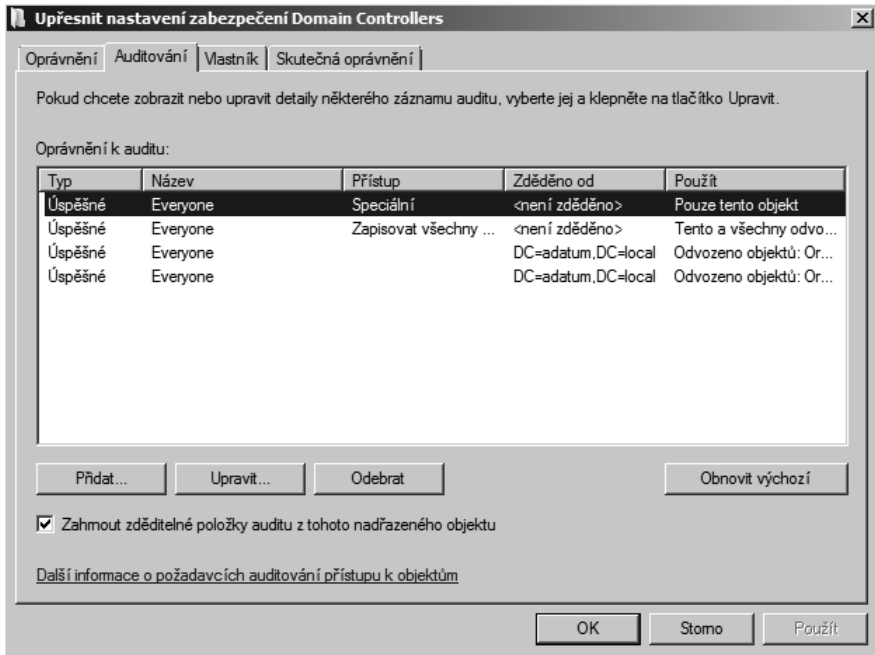 Upřesnit nastavení zabezpečení Domain Controllers
Oprávnění Auditování Vlastník Skutečná oprávnění
Pokud chcete zobrazit nebo upravit detaily některého záznamu auditu, vyberte jej a klepněte na tlačítko Upravit.
Oprávnění k auditu:
Typ Název Přístup Zděděno od Použít
Úspěšné Everyone Speciální <není zděděno> Pouze tento objekt
Úspěšné Everyone Zapisovat všechny ... <není zděděno> Tento a všechny odvo...
Úspěšné Everyone DC=adatum,DC=local Odvozeno objektů: Or...
Úspěšné Everyone DC=adatum,DC=local Odvozeno objektů: Or...
Přidat... Upravit... Odebrat Obnovit výchozí
Zahrnout zděditelné položky auditu z tohoto nadřazeného objektu
Další informace o požadavcích auditování přístupu k objektům
OK Storno Použít